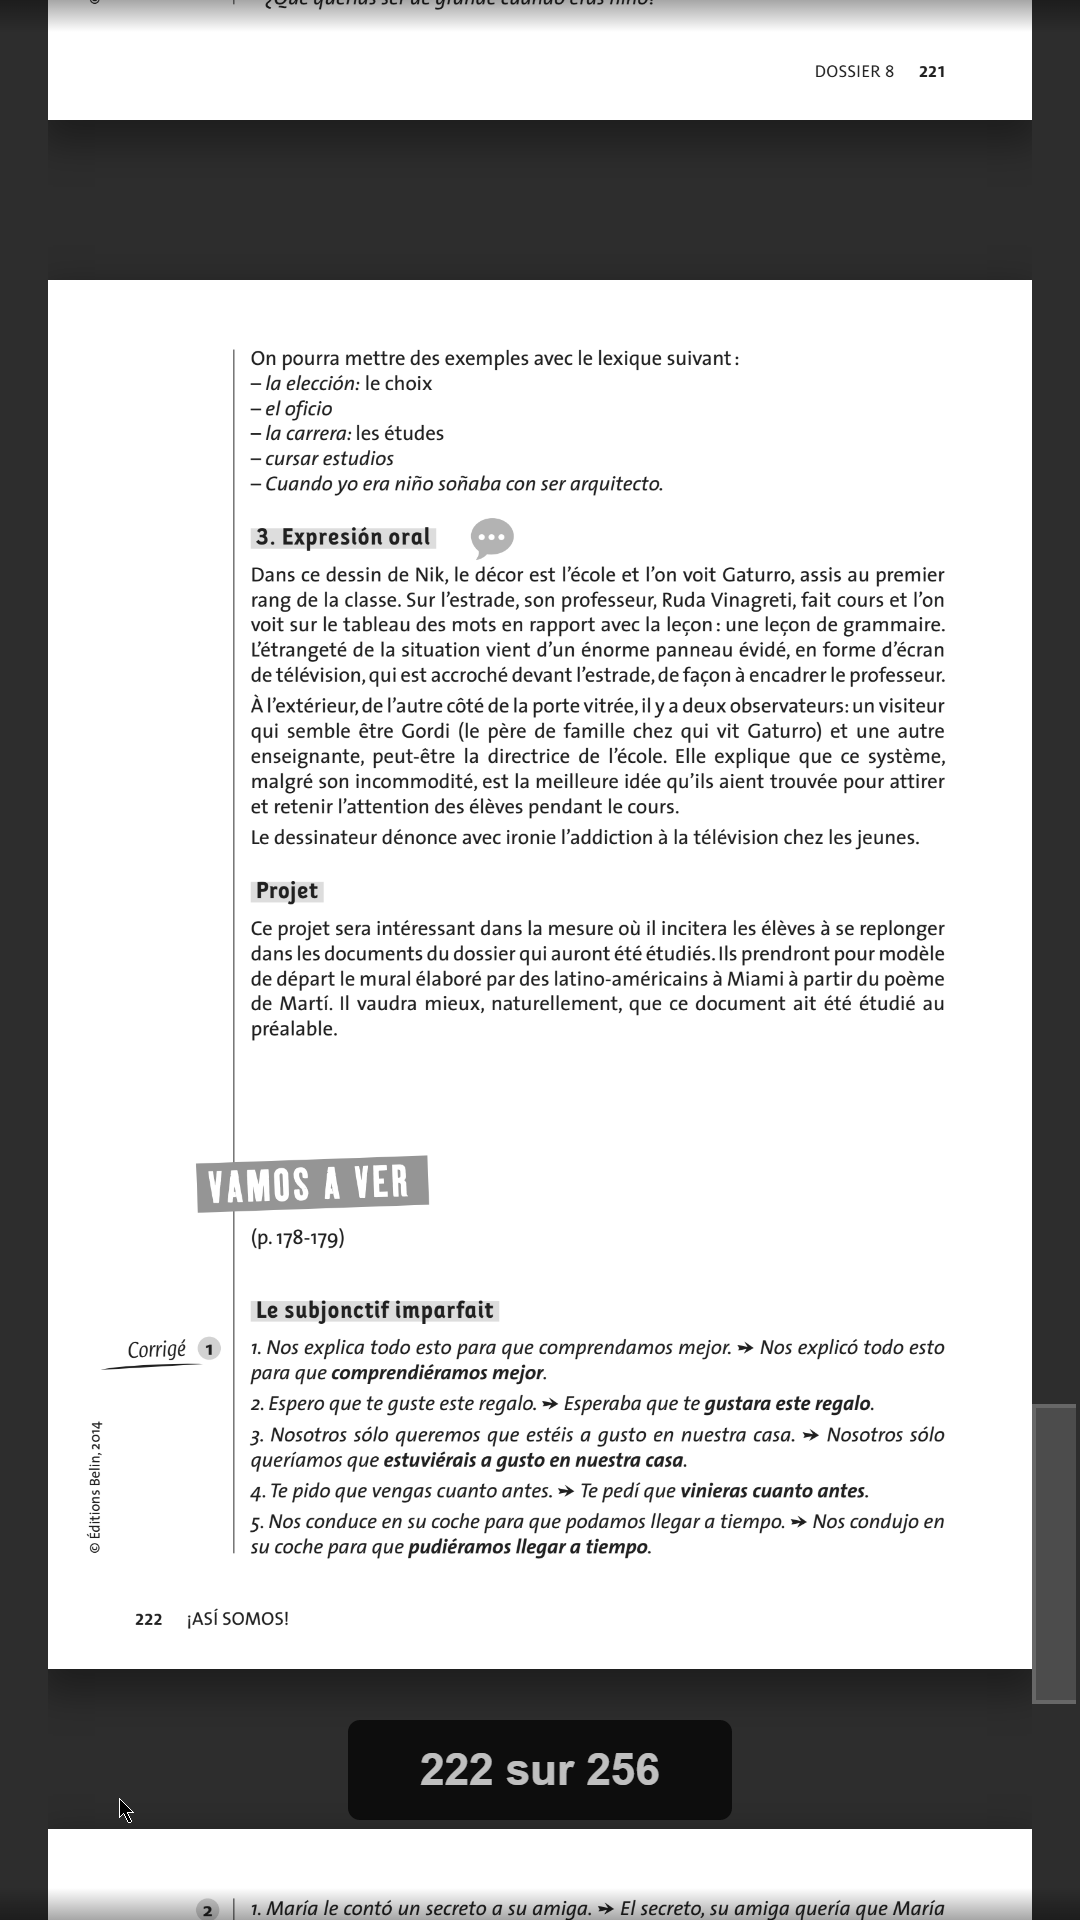 ¿Qué querías ser de grande cuando eras niño?
DOSSIER 8 221
On pourra mettre des exemples avec le lexique suivant :
– la elección: le choix
– el oficio
– la carrera: les études
– cursar estudios
– Cuando yo era niño soñaba con ser arquitecto.
3. Expresión oral
Dans ce dessin de Nik, le décor est l’école et l’on voit Gaturro, assis au premier
rang de la classe. Sur l’estrade, son professeur, Ruda Vinagreti, fait cours et l’on
voit sur le tableau des mots en rapport avec la leçon : une leçon de grammaire.
L’étrangeté de la situation vient d’un énorme panneau évidé, en forme d’écran
de télévision, qui est accroché devant l’estrade, de façon à encadrer le professeur.
À l’extérieur, de l’autre côté de la porte vitrée, il y a deux observateurs : un visiteur
qui semble être Gordi (le père de famille chez qui vit Gaturro) et une autre
enseignante, peut-être la directrice de l’école. Elle explique que ce système,
malgré son incommodité, est la meilleure idée qu’ils aient trouvée pour attirer
et retenir l’attention des élèves pendant le cours.
Le dessinateur dénonce avec ironie l’addiction à la télévision chez les jeunes.
Projet
Ce projet sera intéressant dans la mesure où il incitera les élèves à se replonger
dans les documents du dossier qui auront été étudiés. Ils prendront pour modèle
de départ le mural élaboré par des latino-américains à Miami à partir du poème
de Martí. Il vaudra mieux, naturellement, que ce document ait été étudié au
préalable.
VAMOS A VER
(p. 178-179)
Le subjonctif imparfait
Corrigé 1
1. Nos explica todo esto para que comprendamos mejor. ➔ Nos explicó todo esto
para que comprendiéramos mejor.
2. Espero que te guste este regalo. ➔ Esperaba que te gustara este regalo.
3. Nosotros sólo queremos que estéis a gusto en nuestra casa. ➔ Nosotros sólo
queríamos que estuviérais a gusto en nuestra casa.
4. Te pido que vengas cuanto antes. ➔ Te pedí que vinieras cuanto antes.
5. Nos conduce en su coche para que podamos llegar a tiempo. ➔ Nos condujo en
su coche para que pudiéramos llegar a tiempo.
© Éditions Belin, 2014
222 ¡ASÍ SOMOS!
222 sur 256
2 1. María le contó un secreto a su amiga. ➔ El secreto, su amiga quería que María